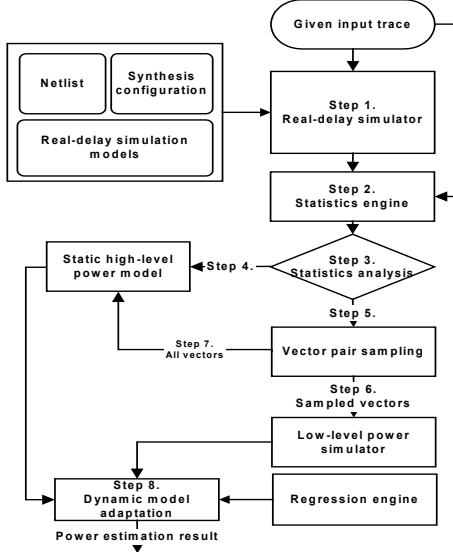 Given input trace
Netlist
Synthesis
configuration
Real-delay simulation
models
Step 1.
Real-delay simulator
Step 2.
Statistics engine
Step 3.
Statistics analysis
Step 4.
Static high-level
power model
Step 5.
Step 7.
All vectors
Vector pair sampling
Step 6.
Sampled vectors
Low-level power
simulator
Step 8.
Dynamic model
adaptation
Regression engine
Power estimation result